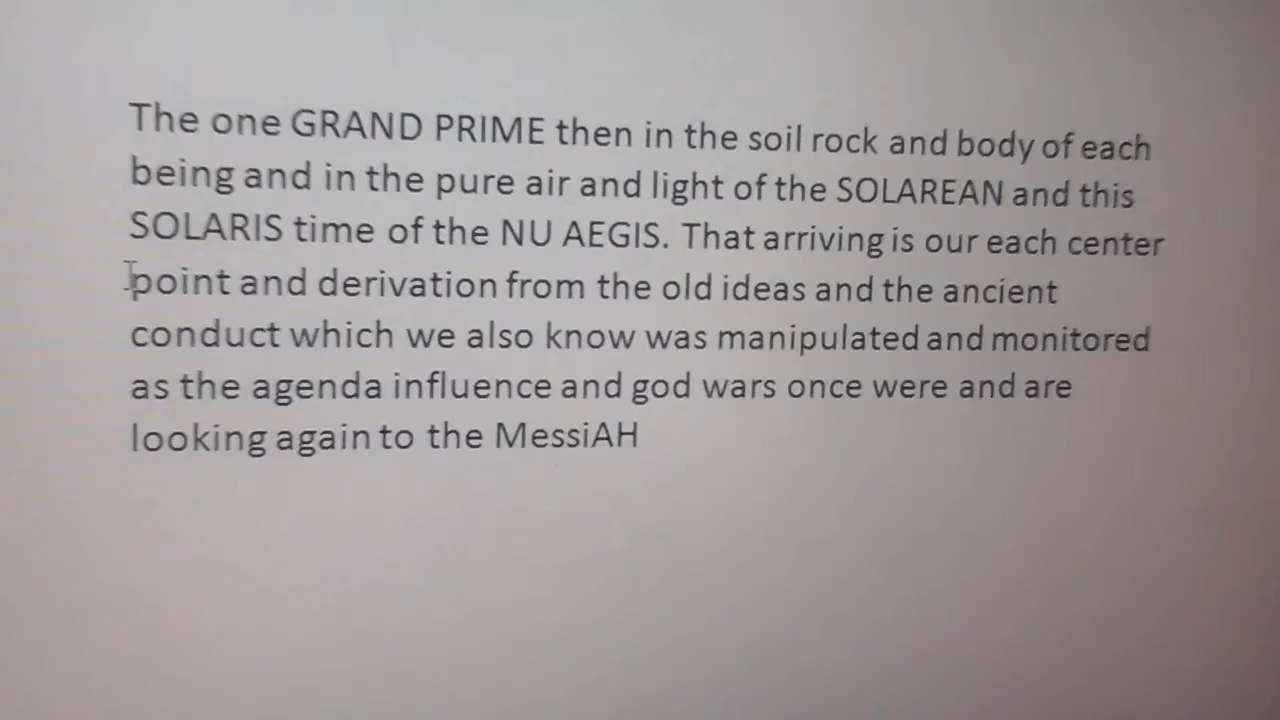 The one GRAND PRIME then in the soil rock and body of each
being and in the pure air and light of the SOLAREAN and this
SOLARIS time of the NU AEGIS. That arriving is our each center
point and derivation from the old ideas and the ancient
conduct which we also know was manipulated and monitored
as the agenda influence and god wars once were and are
looking again to the MessiAH